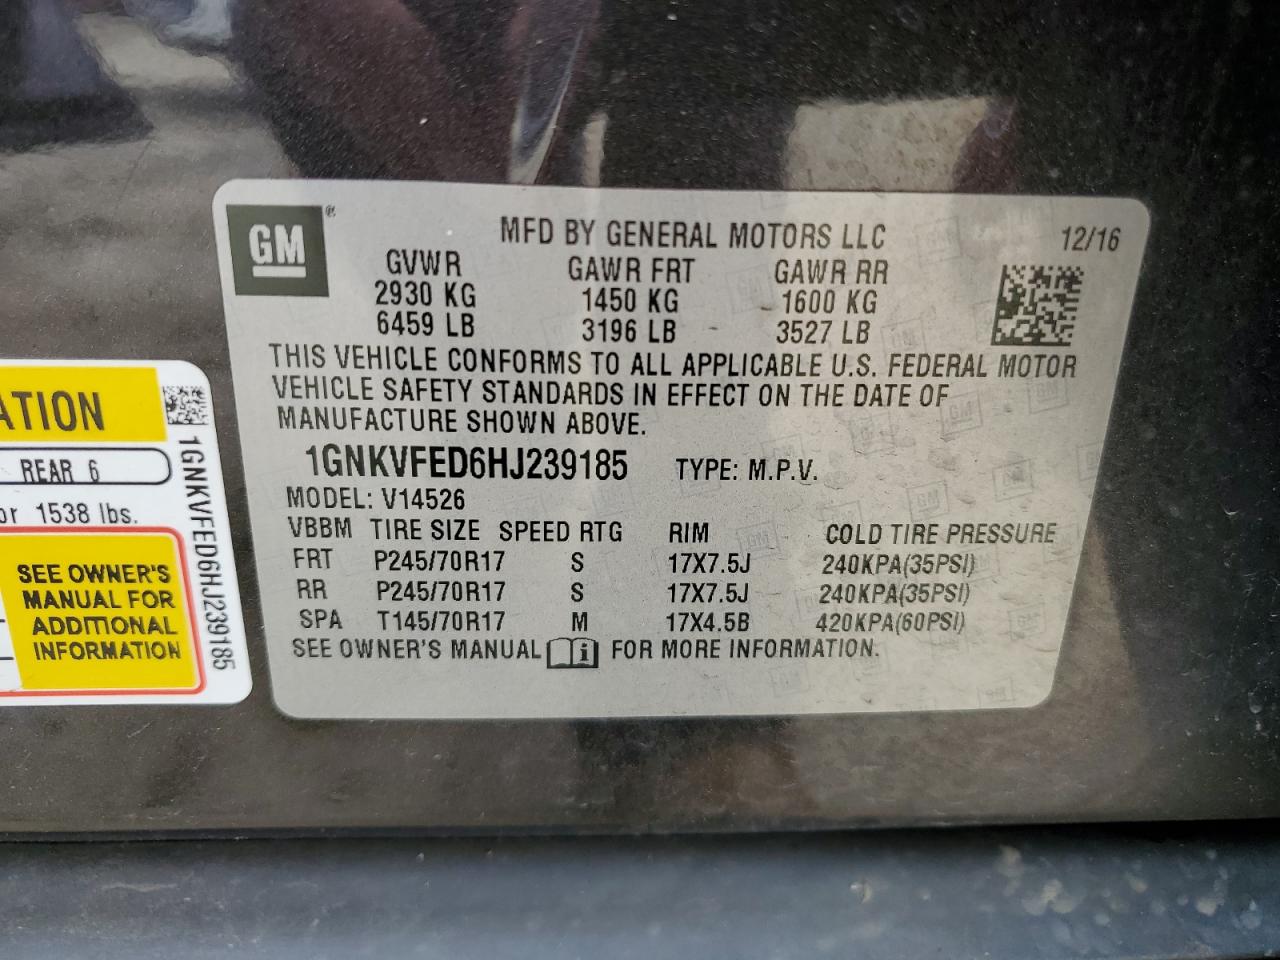 GM ®
MFD BY GENERAL MOTORS LLC 12/16
GVWR GAWR FRT GAWR RR
2930 KG 1450 KG 1600 KG
6459 LB 3196 LB 3527 LB
THIS VEHICLE CONFORMS TO ALL APPLICABLE U.S. FEDERAL MOTOR
VEHICLE SAFETY STANDARDS IN EFFECT ON THE DATE OF
MANUFACTURE SHOWN ABOVE.
1GNKVFED6HJ239185 TYPE: M.P.V.
MODEL: V14526
VBBM TIRE SIZE SPEED RTG RIM COLD TIRE PRESSURE
FRT P245/70R17 S 17X7.5J 240KPA(35PSI)
RR P245/70R17 S 17X7.5J 240KPA(35PSI)
SPA T145/70R17 M 17X4.5B 420KPA(60PSI)
SEE OWNER'S MANUAL FOR MORE INFORMATION.
ATION
REAR 6
or 1538 lbs.
SEE OWNER'S
MANUAL FOR
ADDITIONAL
INFORMATION
1GNKVFED6HJ239185